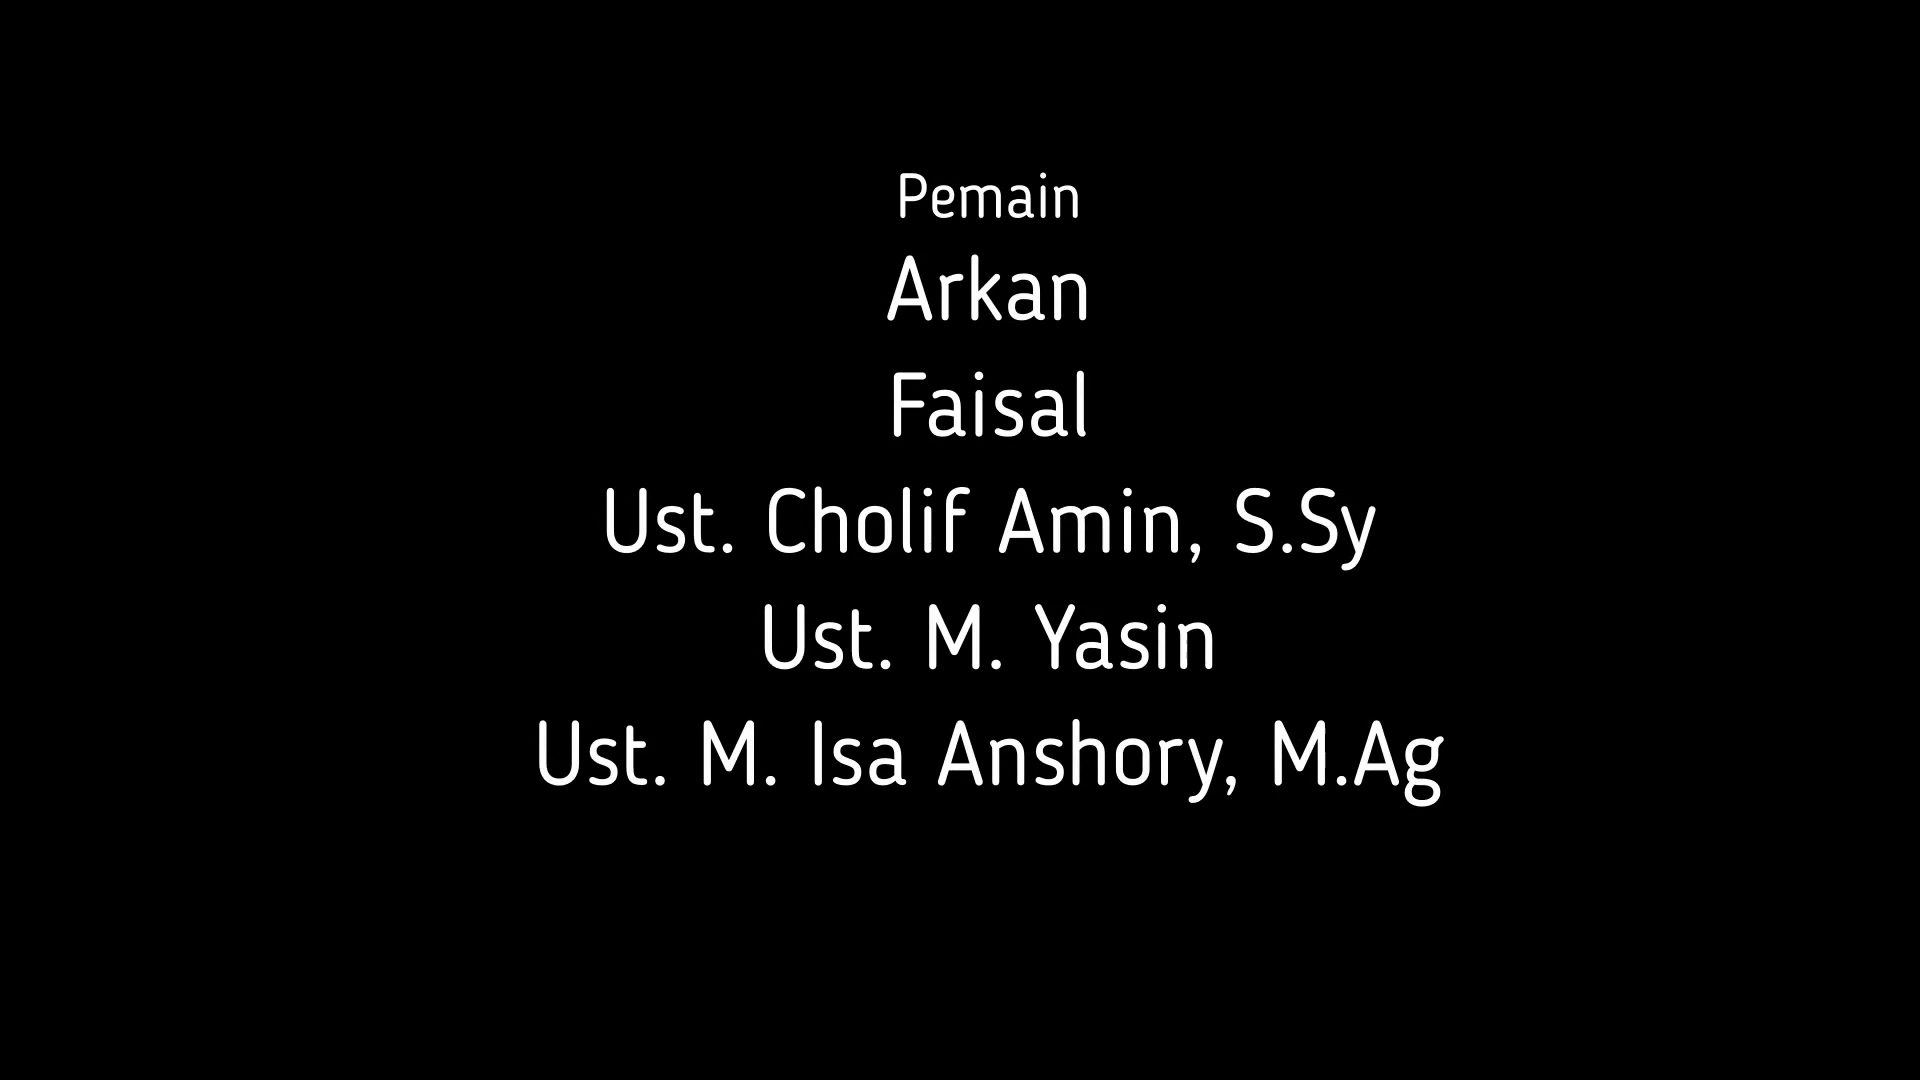 Pemain
Arkan
Faisal
Ust. Cholif Amin, S.Sy
Ust. M. Yasin
Ust. M. Isa Anshory, M.Ag